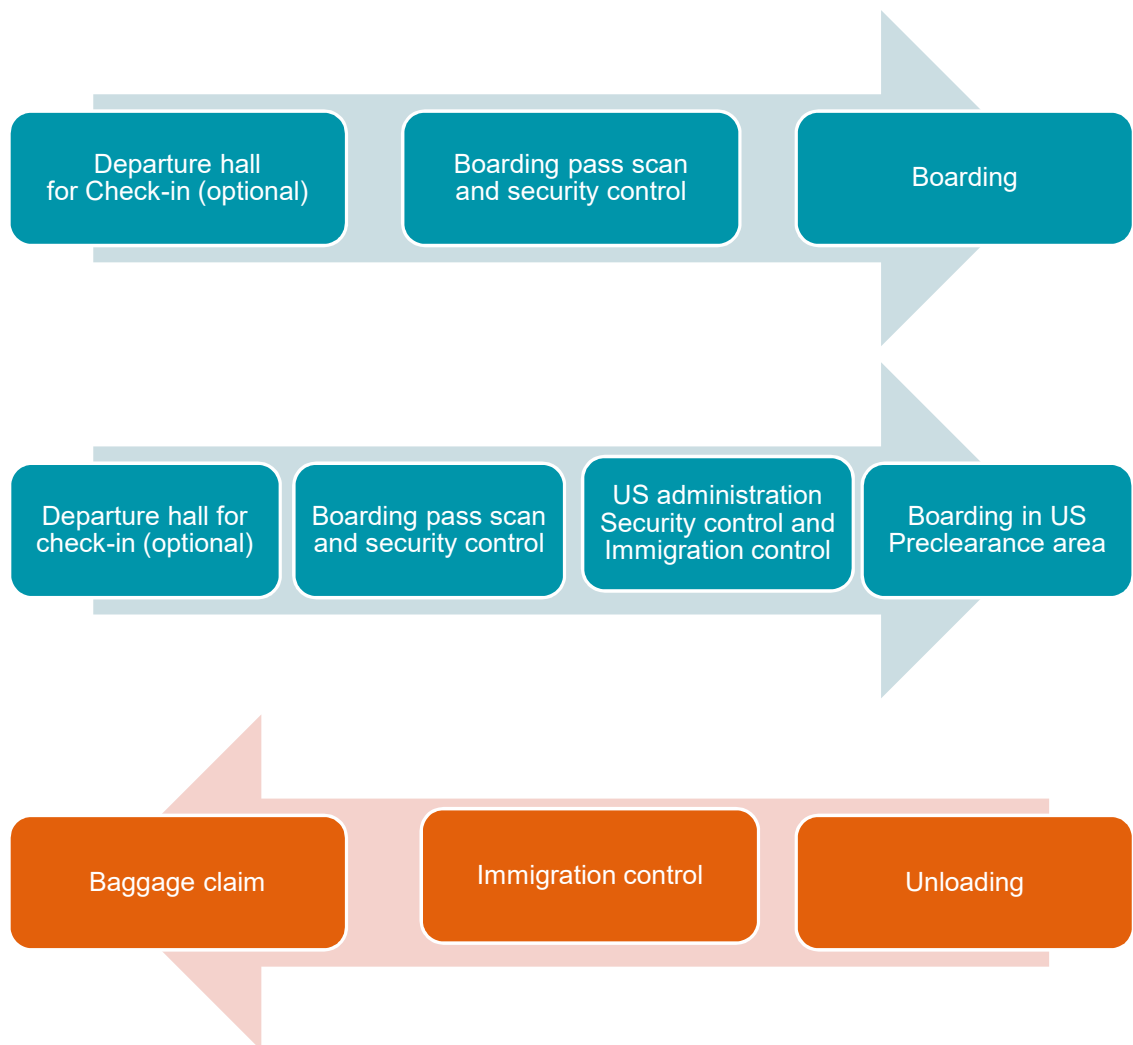 Departure hall
for Check-in (optional)
Boarding pass scan
and security control
Boarding
Departure hall for
check-in (optional)
Boarding pass scan
and security control
US administration
Security control and
Immigration control
Boarding in US
Preclearance area
Baggage claim
Immigration control
Unloading